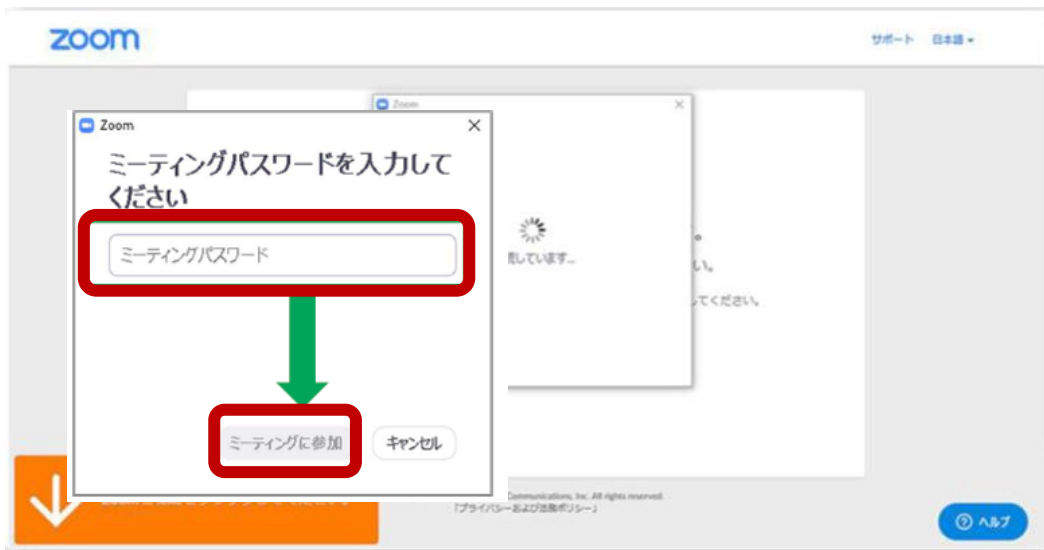 zoom
サポート 日本語
Zoom
Zoom
ミーティングパスワードを入力して
ください
ミーティングパスワード
しています...
。
い。
してください。
ミーティングに参加 キャンセル
Communications, Inc. All rights reserved.
「プライバシーおよび法務ポリシー」
ヘルプ